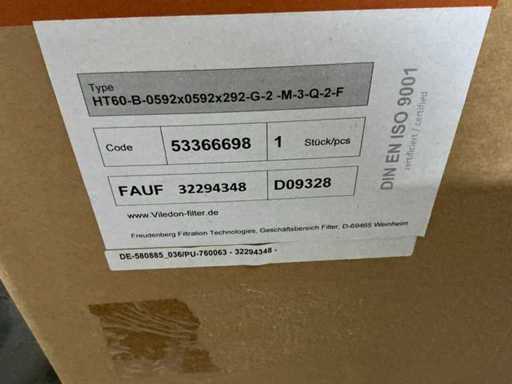 Type
HT60-B-0592x0592x292-G-2 -M-3-Q-2-F
Code 53366698 1 Stück/pcs
FAUF 32294348 D09328
www.Viledon-filter.de
Freudenberg Filtration Technologies, Geschäftsbereich Filter, D-69465 Weinheim
DE-580885_036/PU-760063 - 32294348 -
DIN EN ISO 9001
zertifiziert / certified